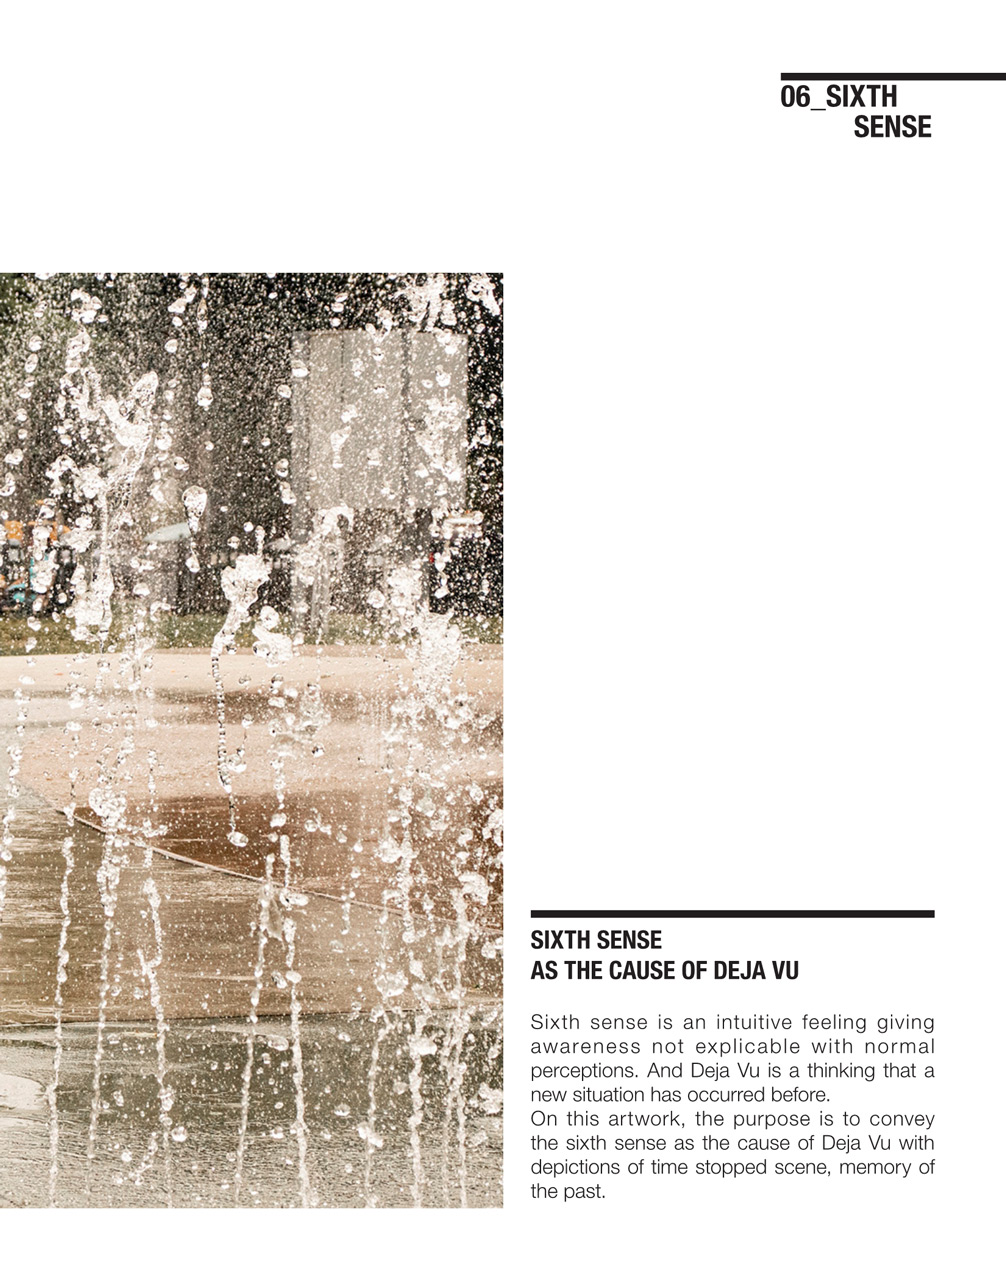 06_SIXTH
SENSE
SIXTH SENSE
AS THE CAUSE OF DEJA VU
Sixth sense is an intuitive feeling giving
awareness not explicable with normal
perceptions. And Deja Vu is a thinking that a
new situation has occurred before.
On this artwork, the purpose is to convey
the sixth sense as the cause of Deja Vu with
depictions of time stopped scene, memory of
the past.